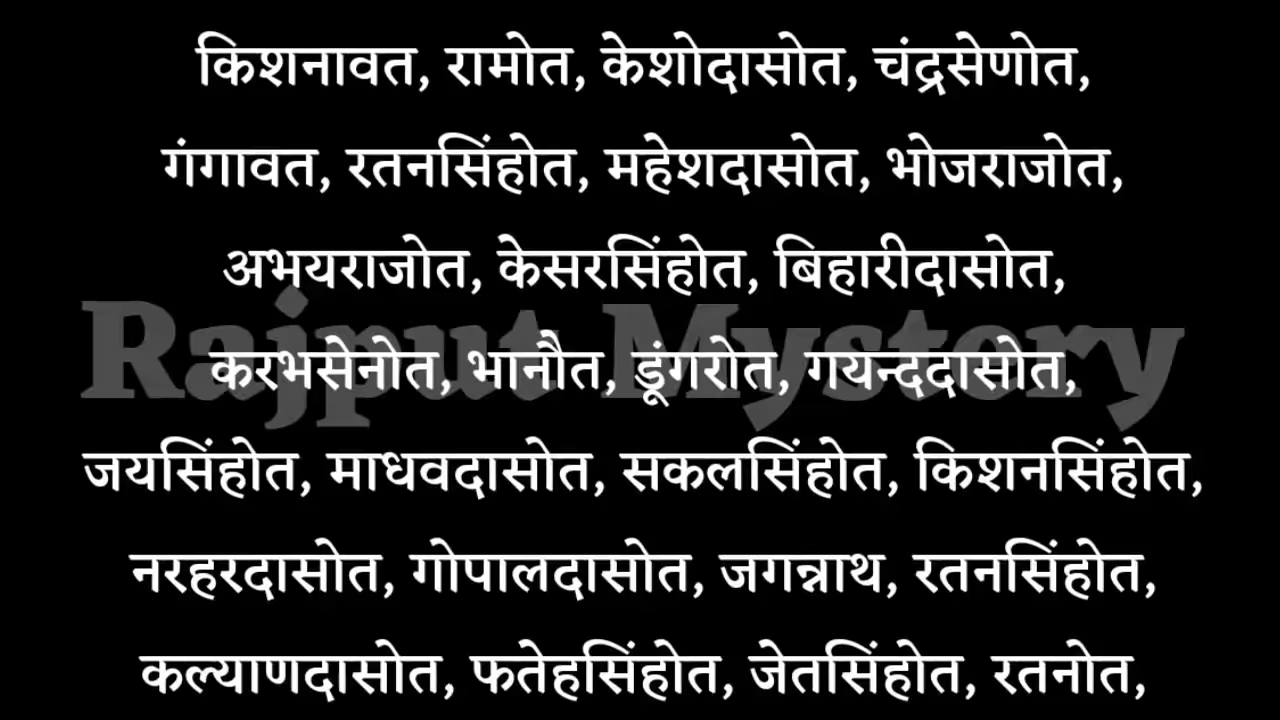 किशनावत, रामोत, केशोदासोत, चंद्रसेणोत,
गंगावत, रतनसिंहोत, महेशदासोत, भोजराजोत,
अभयराजोत, केसरसिंहोत, बिहारीदासोत,
Rajput Mystery
करभसेनोत, भानौत, डूंगरोत, गयन्ददासोत,
जयसिंहोत, माधवदासोत, सकलसिंहोत, किशनसिंहोत,
नरहरदासोत, गोपालदासोत, जगन्नाथ, रतनसिंहोत,
कल्याणदासोत, फतेहसिंहोत, जेतसिंहोत, रतनोत,